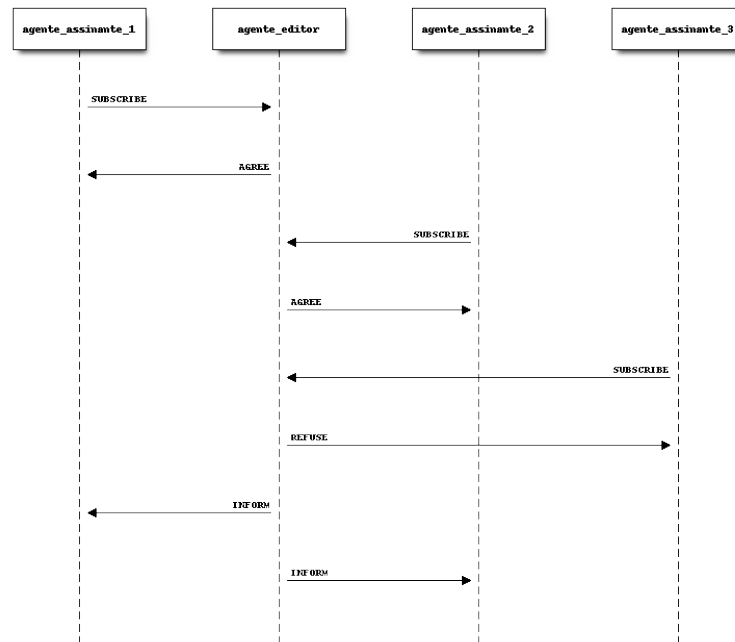 agente_assinante_1
agente_editor
agente_assinante_2
agente_assinante_3
SUBSCRIBE
AGREE
SUBSCRIBE
AGREE
SUBSCRIBE
REFUSE
INFORM
INFORM